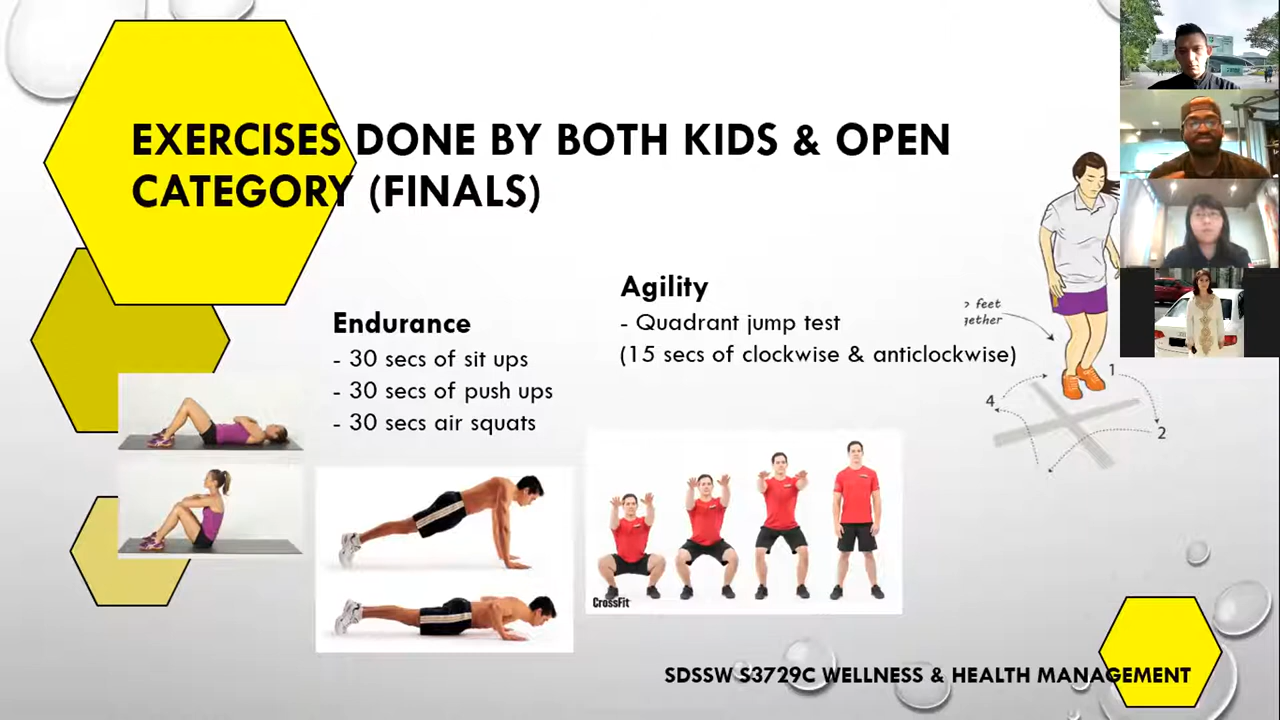 EXERCISES DONE BY BOTH KIDS & OPEN
CATEGORY (FINALS)
Endurance
- 30 secs of sit ups
- 30 secs of push ups
- 30 secs air squats
Agility
- Quadrant jump test
(15 secs of clockwise & anticlockwise)
feet
1
4
2
CrossFit
SDSSW S3729C WELLNESS & HEALTH MANAGEMENT